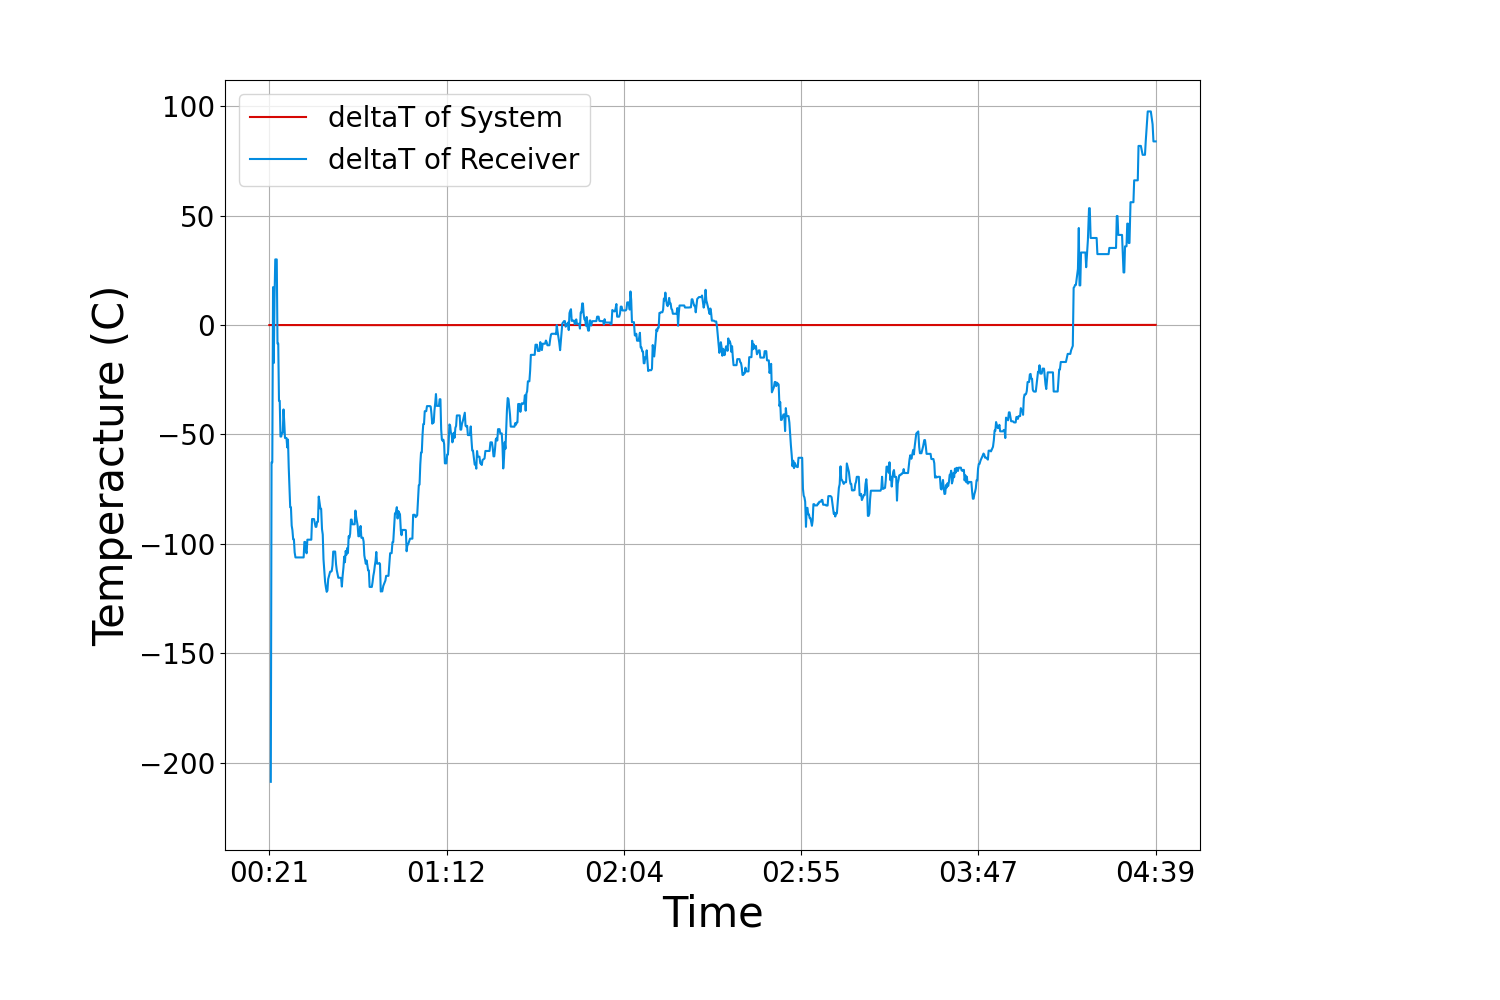 deltaT of System
deltaT of Receiver
100
50
0
−50
−100
−150
−200
Temperacture (C)
00:21 01:12 02:04 02:55 03:47 04:39
Time